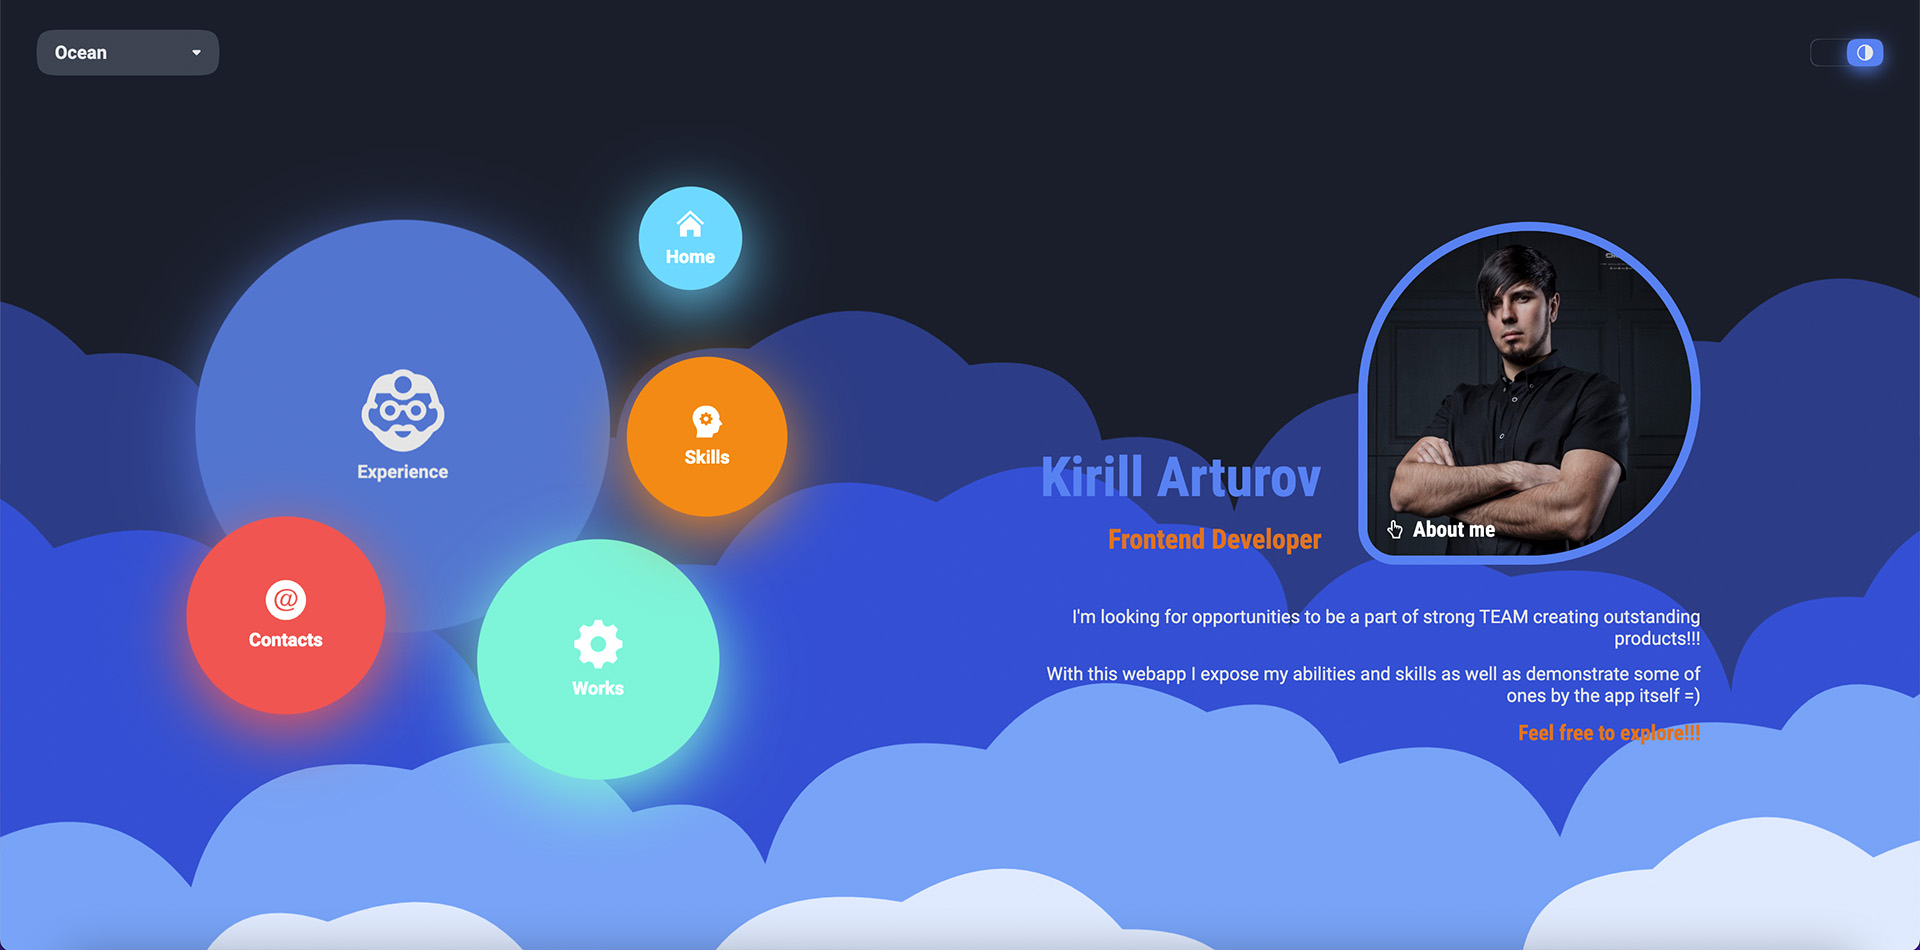 Ocean
Home
Experience
Skills
Contacts
@
Works
Kirill Arturov
Frontend Developer
About me
I'm looking for opportunities to be a part of strong TEAM creating outstanding
products!!!
With this webapp I expose my abilities and skills as well as demonstrate some of
ones by the app itself =)
Feel free to explore!!!